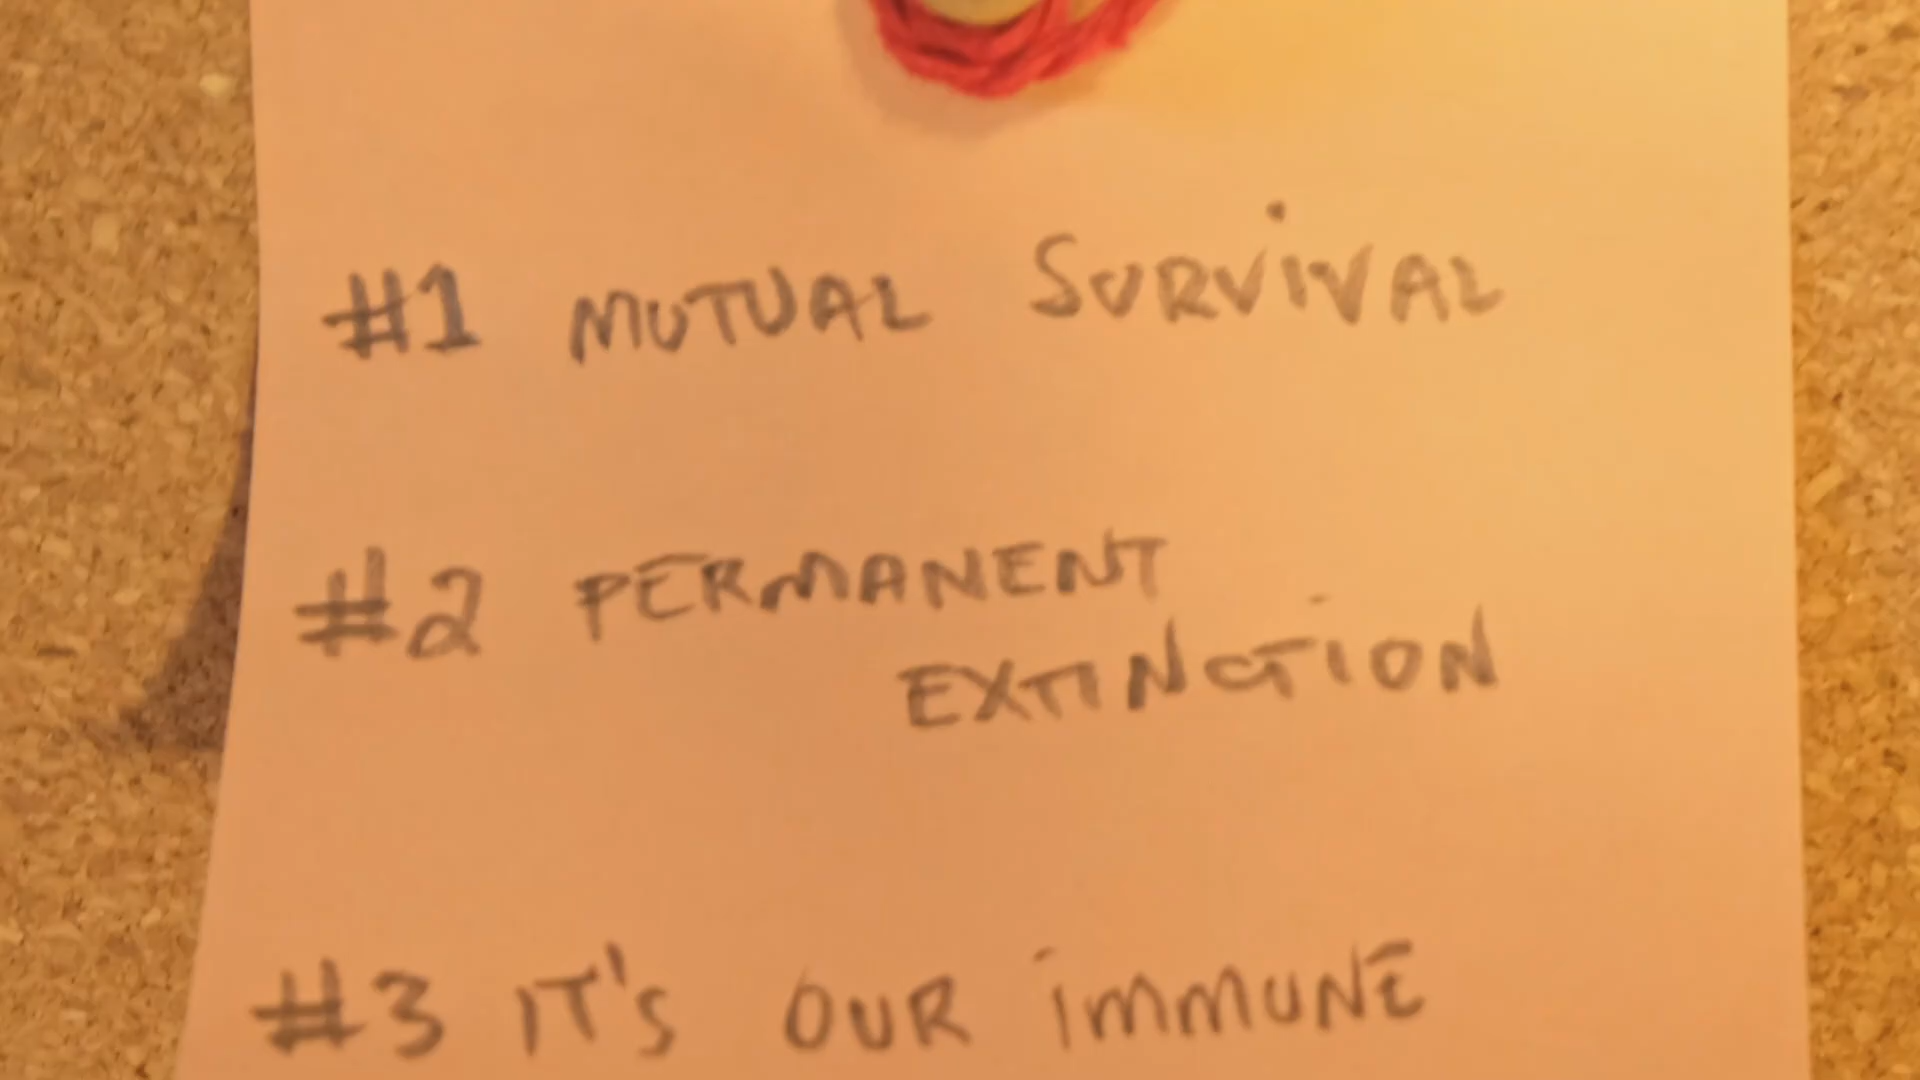 #1 MUTUAL SURVIVAL
#2 PERMANENT
EXTINCTION
#3 IT'S OUR IMMUNE